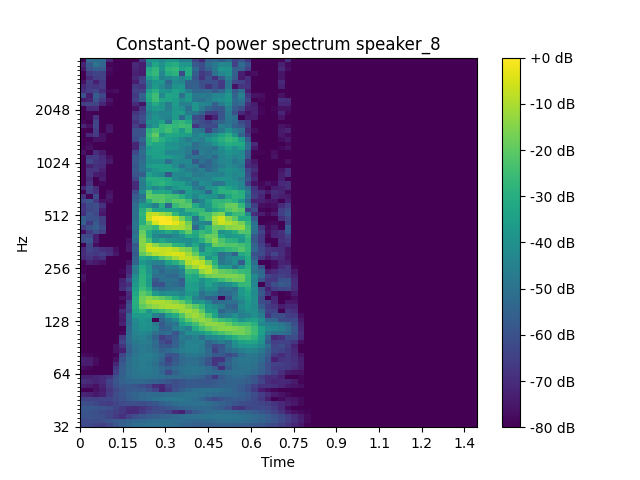 Constant-Q power spectrum speaker_8
+0 dB
2048
-10 dB
1024
-20 dB
512
-30 dB
Hz
-40 dB
256
-50 dB
128
-60 dB
64
-70 dB
32
-80 dB
0 0.15 0.3 0.45 0.6 0.75 0.9 1.1 1.2 1.4
Time